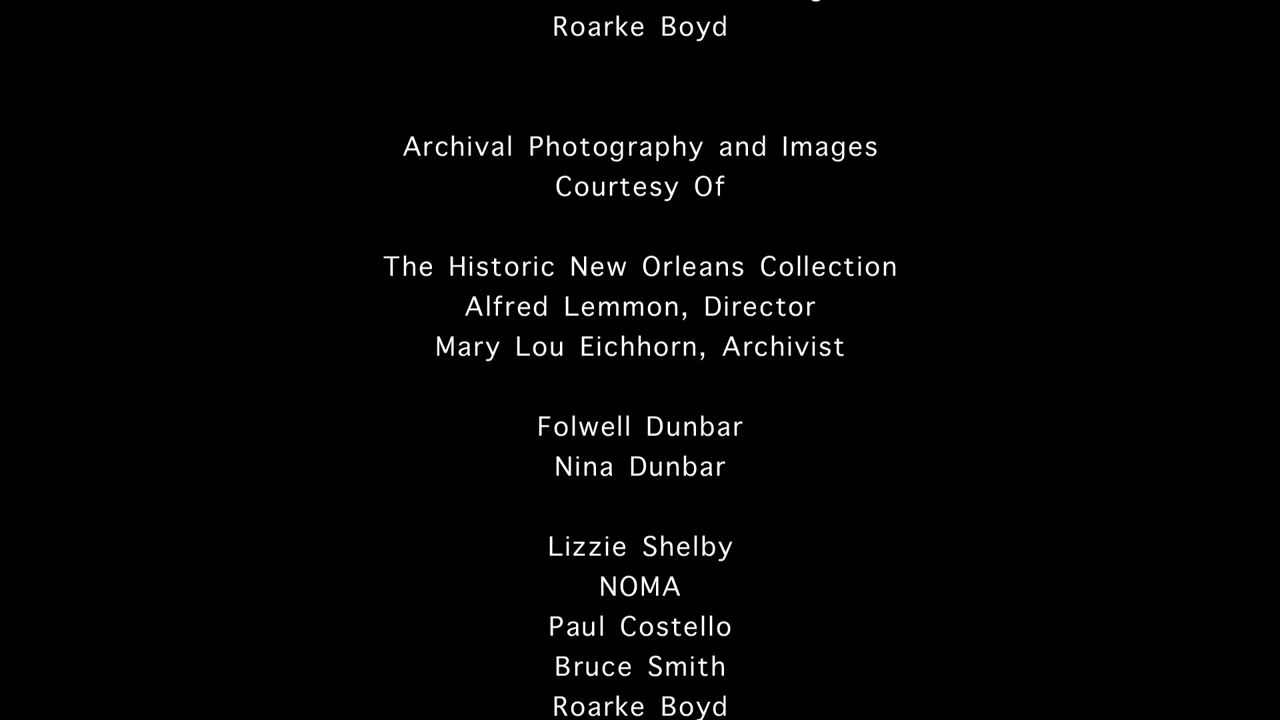 Roarke Boyd
Archival Photography and Images
Courtesy Of
The Historic New Orleans Collection
Alfred Lemmon, Director
Mary Lou Eichhorn, Archivist
Folwell Dunbar
Nina Dunbar
Lizzie Shelby
NOMA
Paul Costello
Bruce Smith
Roarke Boyd